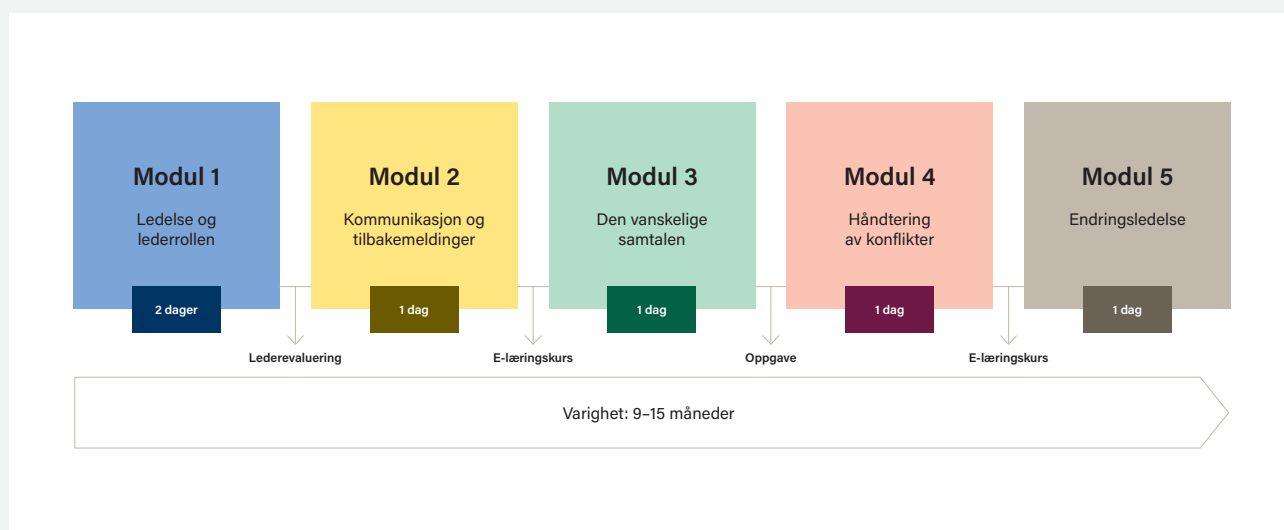 Modul 1
Ledelse og
lederrollen
2 dager
Modul 2
Kommunikasjon og
tilbakemeldinger
1 dag
Modul 3
Den vanskelige
samtalen
1 dag
Modul 4
Håndtering
av konflikter
1 dag
Modul 5
Endringsledelse
1 dag
Lederevaluering
E-læringskurs
Oppgave
E-læringskurs
Varighet: 9–15 måneder